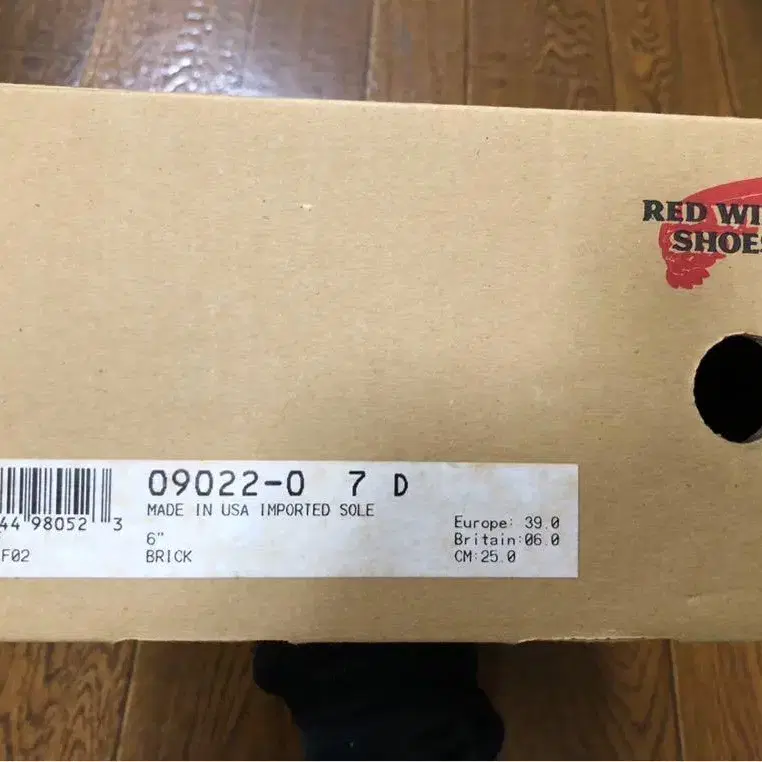 RED WI
SHOES
09022-0 7 D
MADE IN USA IMPORTED SOLE
44 98052 3
6"
F02
BRICK
Europe: 39.0
Britain:06.0
CM:25.0